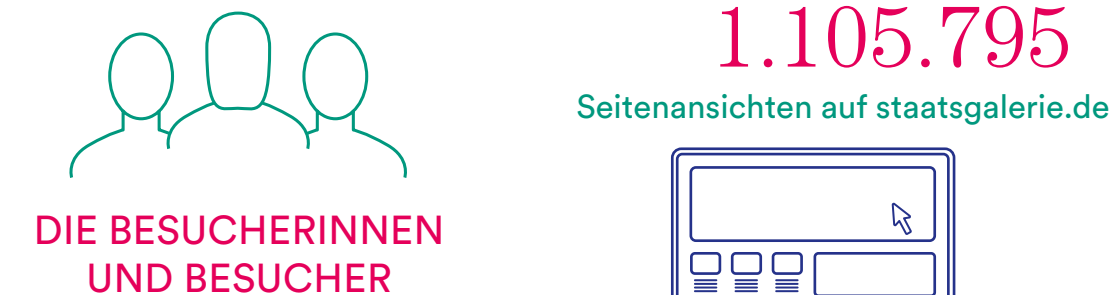 1.105.795
Seitenansichten auf staatsgalerie.de
DIE BESUCHERINNEN
UND BESUCHER